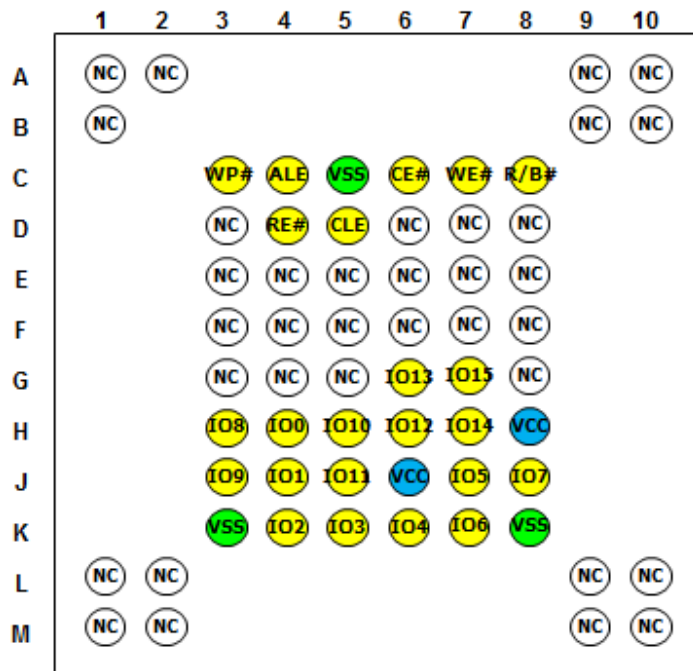 1 2 3 4 5 6 7 8 9 10
A NC NC NC NC
B NC NC NC
C WP# ALE VSS CE# WE# R/B#
D NC RE# CLE NC NC NC
E NC NC NC NC NC NC
F NC NC NC NC NC NC
G NC NC NC IO13 IO15 NC
H IO8 IO0 IO10 IO12 IO14 VCC
J IO9 IO1 IO11 VCC IO5 IO7
K VSS IO2 IO3 IO4 IO6 VSS
L NC NC NC NC
M NC NC NC NC